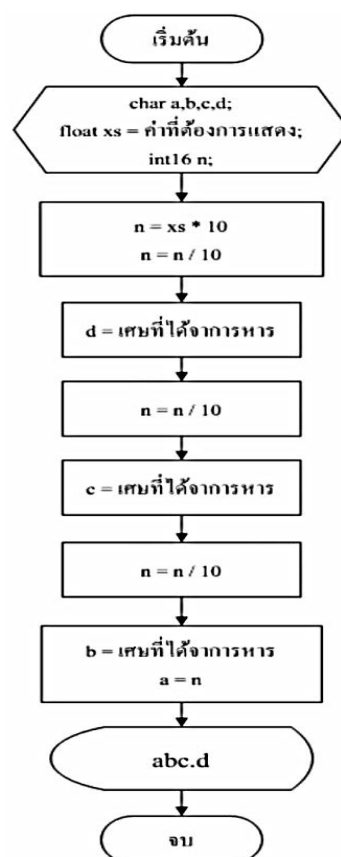 เริ่มต้น
char a,b,c,d;
float xs = ค่าที่ต้องการแสดง;
int16 n;
n = xs * 10
n = n / 10
d = เศษที่ได้จาการหาร
n = n / 10
c = เศษที่ได้จาการหาร
n = n / 10
b = เศษที่ได้จาการหาร
a = n
abc.d
จบ